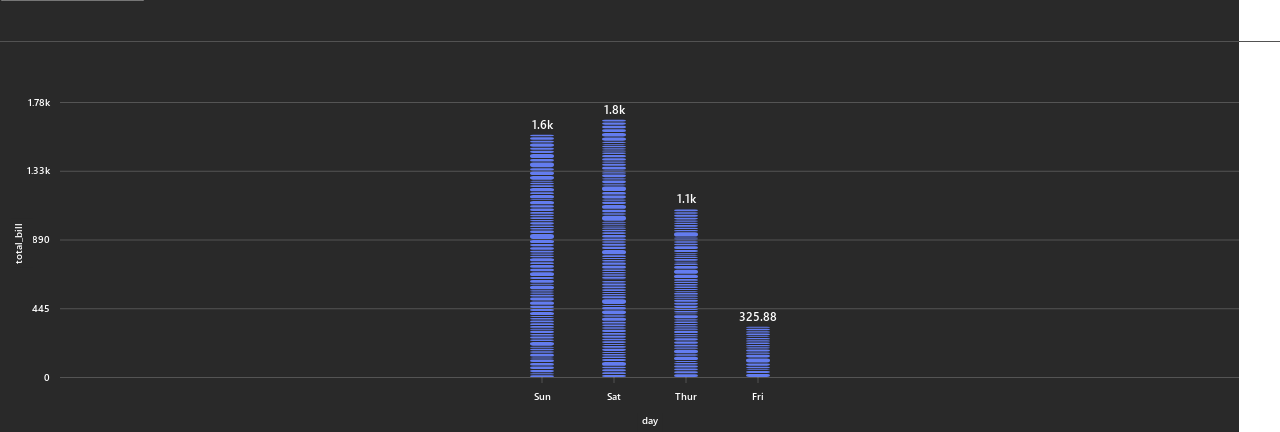 1.78k
1.8k
1.6k
1.33k
1.1k
890
total_bill
325.88
445
0
Sun Sat Thur Fri
day